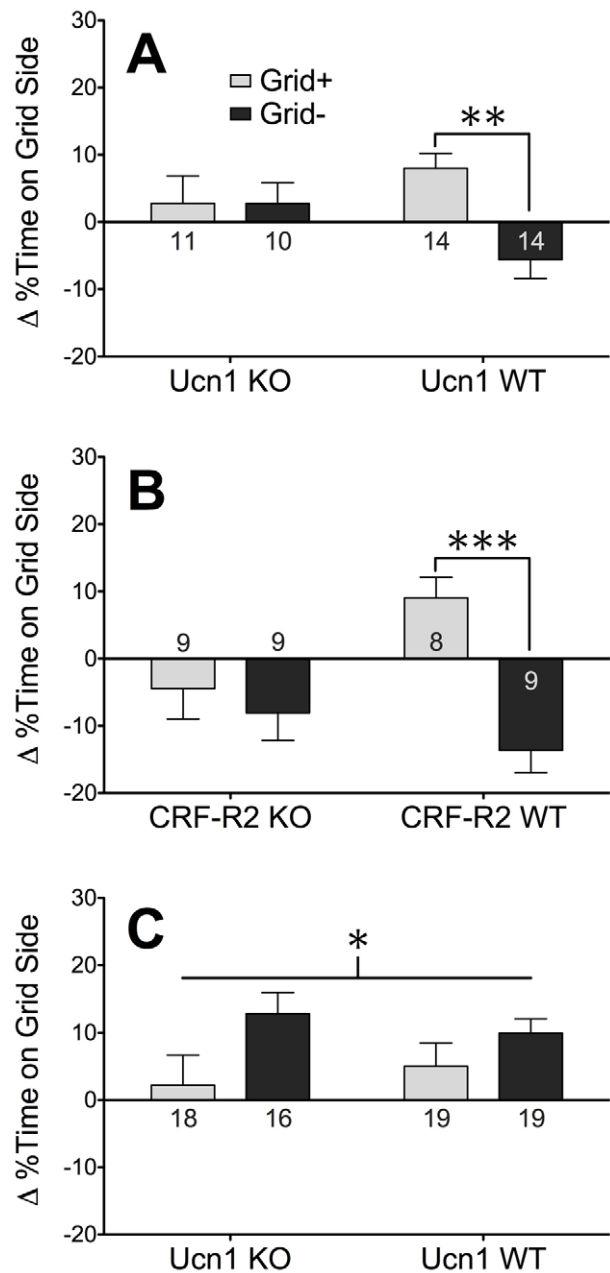 A
Grid+
Grid-
**
Δ %Time on Grid Side
30
20
10
0
-10
-20
11
10
14
14
Ucn1 KO
Ucn1 WT
B
***
Δ %Time on Grid Side
30
20
10
0
-10
-20
9
9
8
9
CRF-R2 KO
CRF-R2 WT
C
*
Δ %Time on Grid Side
30
20
10
0
-10
-20
18
16
19
19
Ucn1 KO
Ucn1 WT